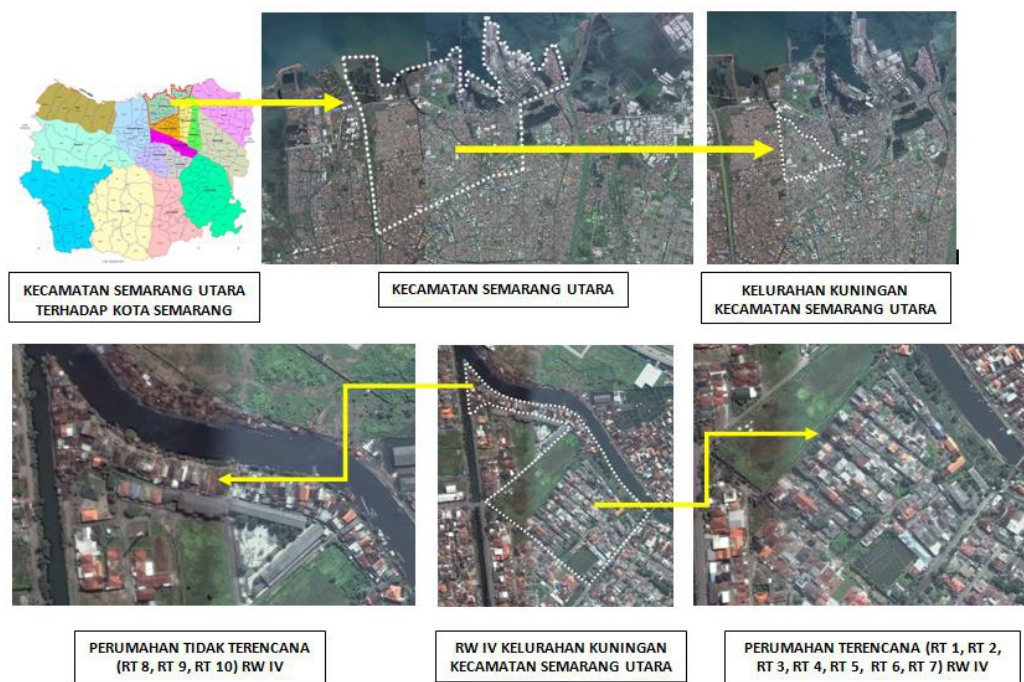 KECAMATAN SEMARANG UTARA
TERHADAP KOTA SEMARANG
KECAMATAN SEMARANG UTARA
KELURAHAN KUNINGAN
KECAMATAN SEMARANG UTARA
PERUMAHAN TIDAK TERENCANA
(RT 8, RT 9, RT 10) RW IV
RW IV KELURAHAN KUNINGAN
KECAMATAN SEMARANG UTARA
PERUMAHAN TERENCANA (RT 1, RT 2,
RT 3, RT 4, RT 5, RT 6, RT 7) RW IV